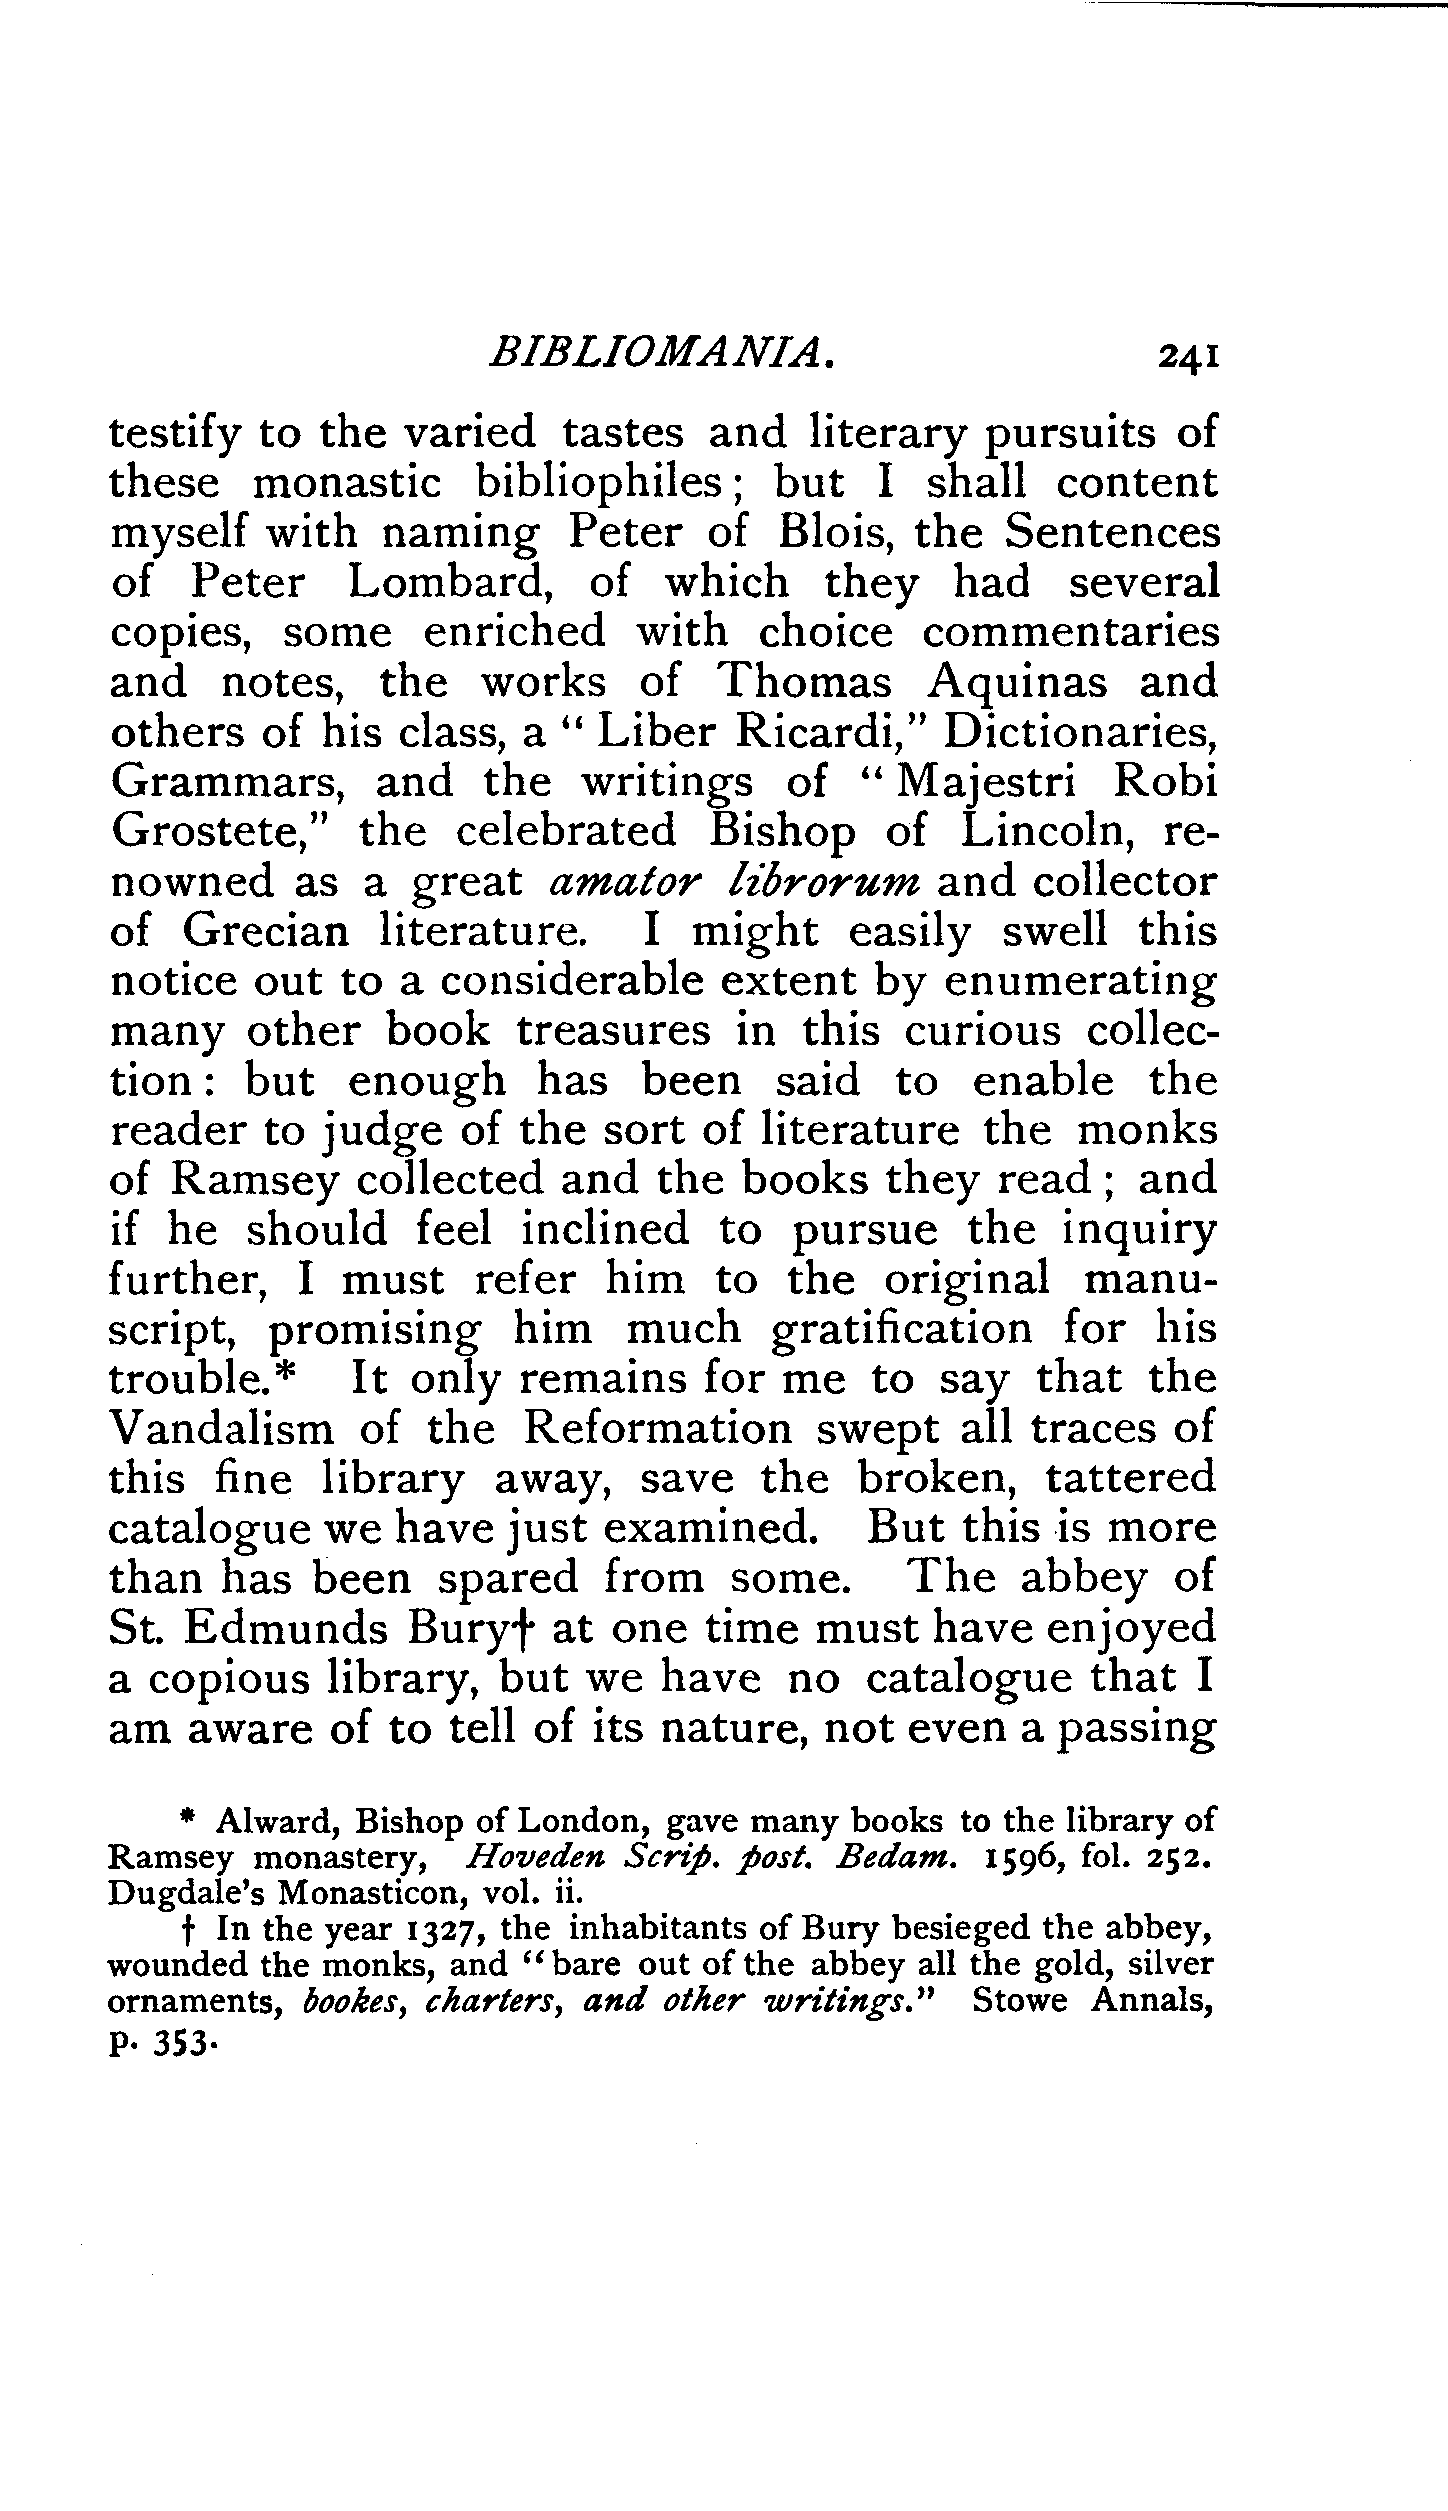 BIBLIOMANIA. 241
testify to the varied tastes and literary pursuits of
these monastic bibliophiles; but I shall content
myself with naming Peter of Blois, the Sentences
of Peter Lombard, of which they had several
copies, some enriched with choice commentaries
and notes, the works of Thomas Aquinas and
others of his class, a "Liber Ricardi," Dictionaries,
Grammars, and the writings of "Majestri Robi
Grostete," the celebrated Bishop of Lincoln, re-
nowned as a great amator librorum and collector
of Grecian literature. I might easily swell this
notice out to a considerable extent by enumerating
many other book treasures in this curious collec-
tion: but enough has been said to enable the
reader to judge of the sort of literature the monks
of Ramsey collected and the books they read; and
if he should feel inclined to pursue the inquiry
further, I must refer him to the original manu-
script, promising him much gratification for his
trouble.* It only remains for me to say that the
Vandalism of the Reformation swept all traces of
this fine library away, save the broken, tattered
catalogue we have just examined. But this is more
than has been spared from some. The abbey of
St. Edmunds Bury† at one time must have enjoyed
a copious library, but we have no catalogue that I
am aware of to tell of its nature, not even a passing
* Alward, Bishop of London, gave many books to the library of
Ramsey monastery, Hoveden Scrip. post. Bedam. 1596, fol. 252.
Dugdale's Monasticon, vol. ii.
† In the year 1327, the inhabitants of Bury besieged the abbey,
wounded the monks, and "bare out of the abbey all the gold, silver
ornaments, bookes, charters, and other writings." Stowe Annals,
p. 353.